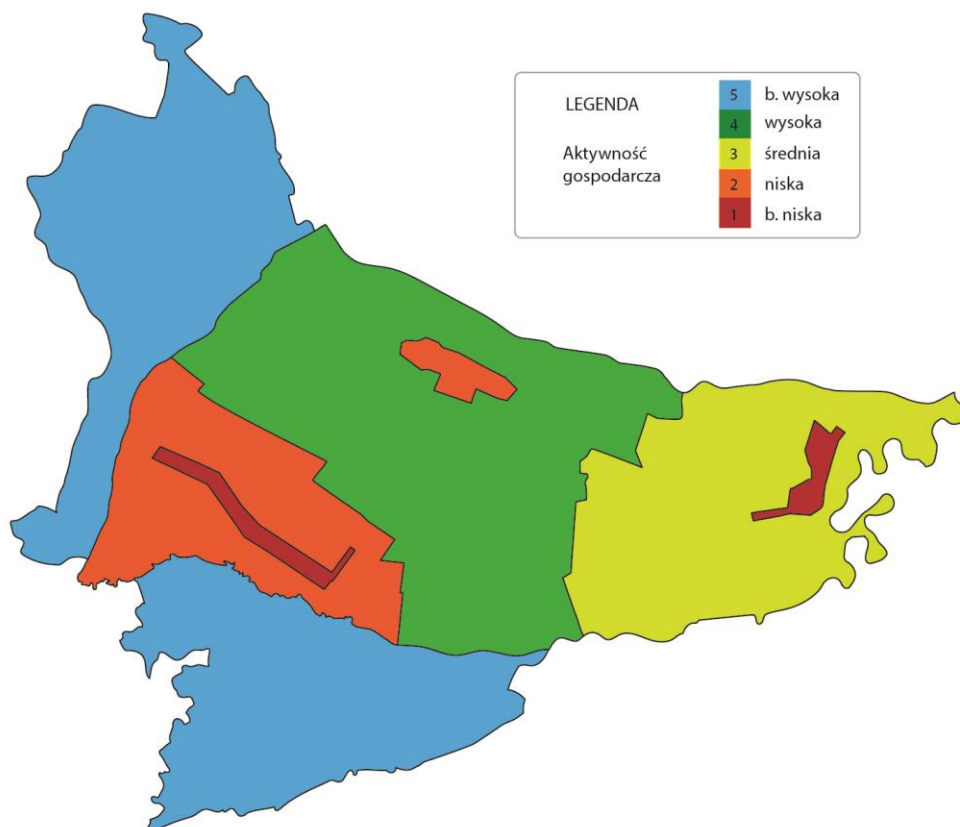 LEGENDA
Aktywność
gospodarcza
5 b. wysoka
4 wysoka
3 średnia
2 niska
1 b. niska